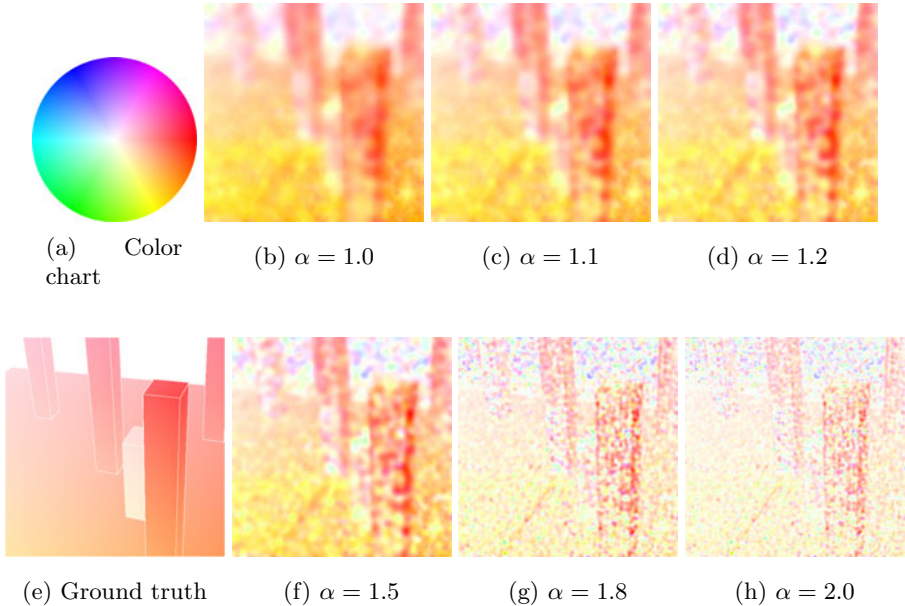 (a) Color
chart
(b) α = 1.0
(c) α = 1.1
(d) α = 1.2
(e) Ground truth
(f) α = 1.5
(g) α = 1.8
(h) α = 2.0